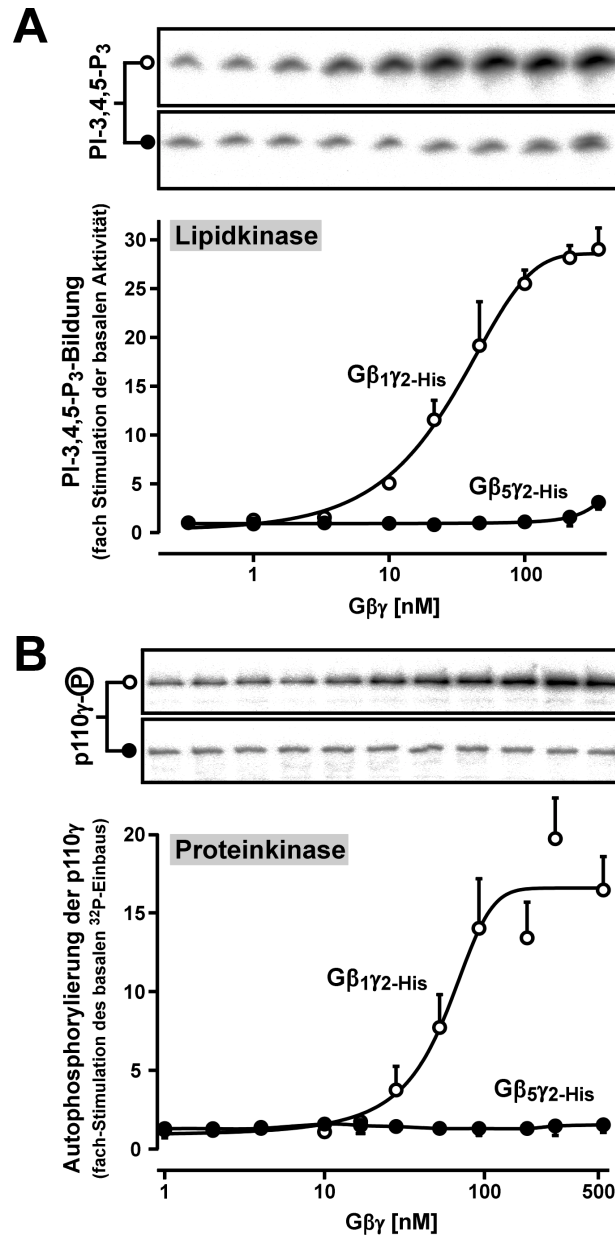 A
PI-3,4,5-P3
Lipidkinase
PI-3,4,5-P3-Bildung
(fach Stimulation der basalen Aktivität)
30
25
20
15
10
5
0
Gβ1γ2-His
Gβ5γ2-His
1 10 100
Gβγ [nM]
B
p110γ-P
Proteinkinase
Autophosphorylierung der p110γ
(fach-Stimulation des basalen 32P-Einbaus)
20
15
10
5
0
Gβ1γ2-His
Gβ5γ2-His
1 10 100 500
Gβγ [nM]